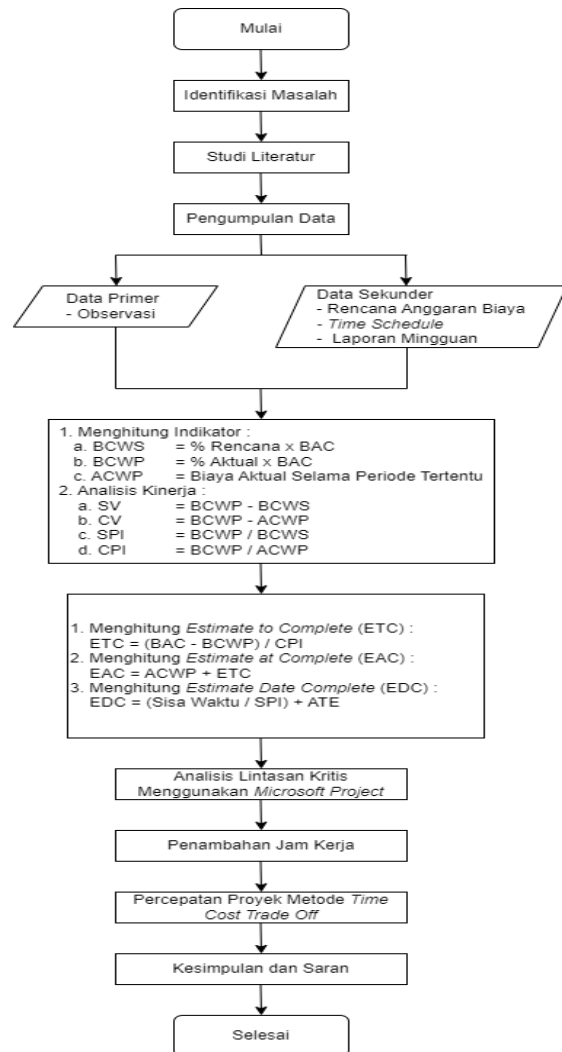 Mulai
Identifikasi Masalah
Studi Literatur
Pengumpulan Data
Data Primer
- Observasi
Data Sekunder
- Rencana Anggaran Biaya
- Time Schedule
- Laporan Mingguan
1. Menghitung Indikator :
a. BCWS = % Rencana x BAC
b. BCWP = % Aktual x BAC
c. ACWP = Biaya Aktual Selama Periode Tertentu
2. Analisis Kinerja :
a. SV = BCWP - BCWS
b. CV = BCWP - ACWP
c. SPI = BCWP / BCWS
d. CPI = BCWP / ACWP
1. Menghitung Estimate to Complete (ETC) :
ETC = (BAC - BCWP) / CPI
2. Menghitung Estimate at Complete (EAC) :
EAC = ACWP + ETC
3. Menghitung Estimate Date Complete (EDC) :
EDC = (Sisa Waktu / SPI) + ATE
Analisis Lintasan Kritis
Menggunakan Microsoft Project
Penambahan Jam Kerja
Percepatan Proyek Metode Time
Cost Trade Off
Kesimpulan dan Saran
Selesai